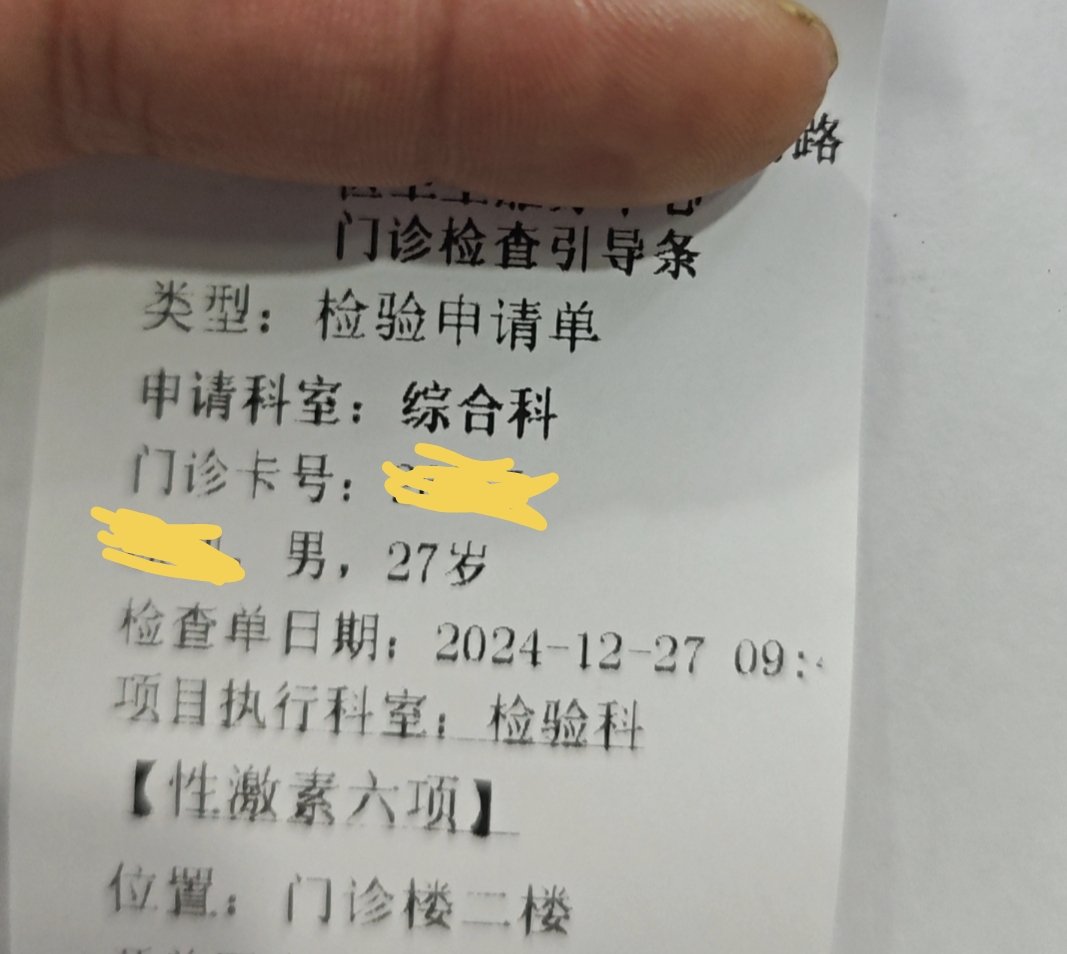 路
门诊检查引导条
类型：检验申请单
申请科室：综合科
门诊卡号：
男，27岁
检查单日期：2024-12-27 09:
项目执行科室：检验科
【性激素六项】
位置：门诊楼二楼